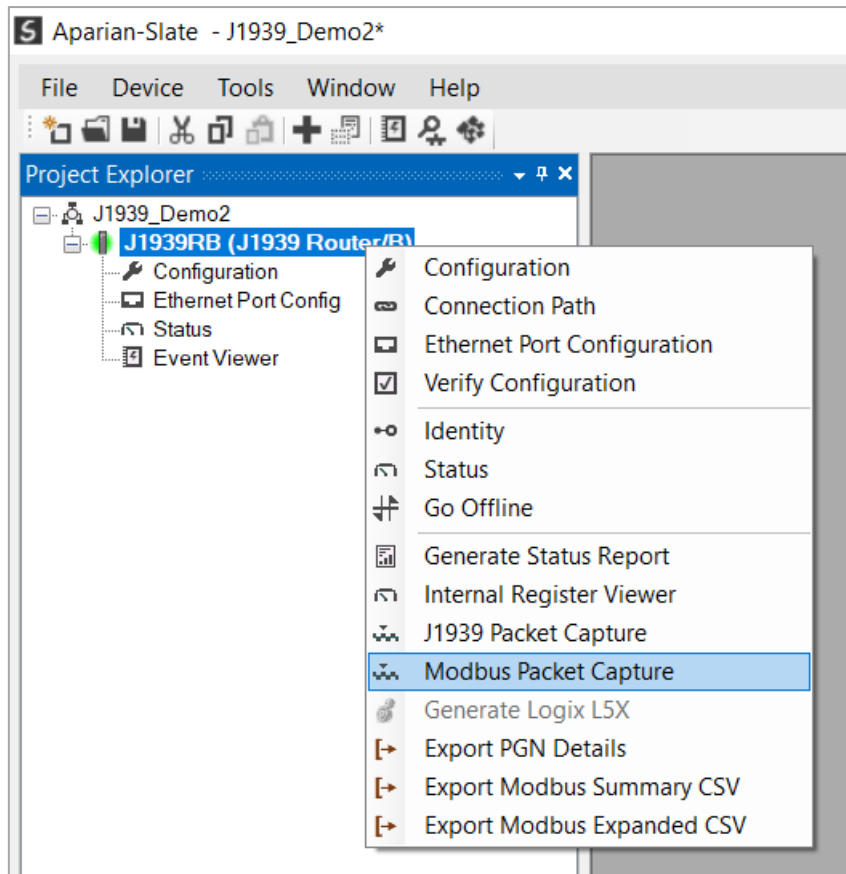 Aparian-Slate - J1939_Demo2*
File Device Tools Window Help
Project Explorer
J1939_Demo2
J1939RB (J1939 Router/B)
Configuration
Ethernet Port Config
Status
Event Viewer
Configuration
Connection Path
Ethernet Port Configuration
Verify Configuration
Identity
Status
Go Offline
Generate Status Report
Internal Register Viewer
J1939 Packet Capture
Modbus Packet Capture
Generate Logix L5X
Export PGN Details
Export Modbus Summary CSV
Export Modbus Expanded CSV